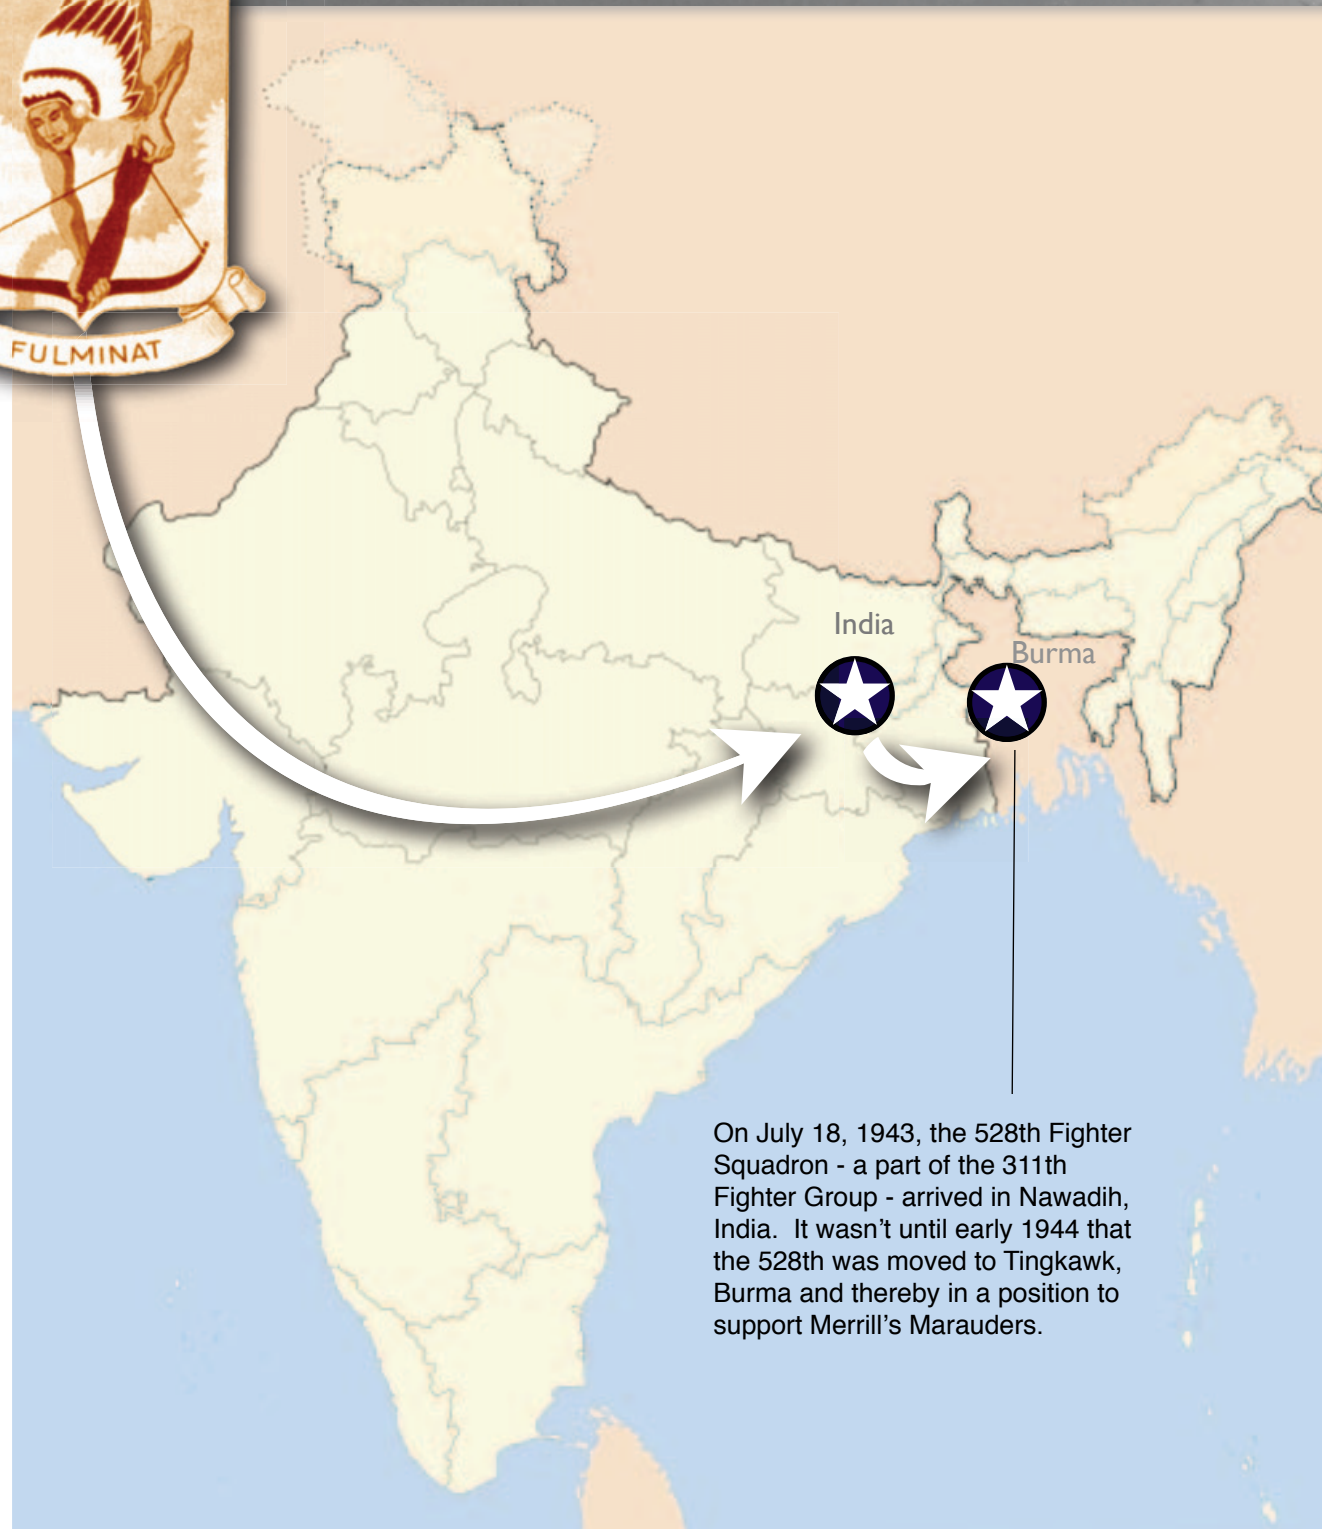 FULMINAT
India
Burma
On July 18, 1943, the 528th Fighter
Squadron - a part of the 311th
Fighter Group - arrived in Nawadih,
India.  It wasn’t until early 1944 that
the 528th was moved to Tingkawk,
Burma and thereby in a position to
support Merrill’s Marauders.